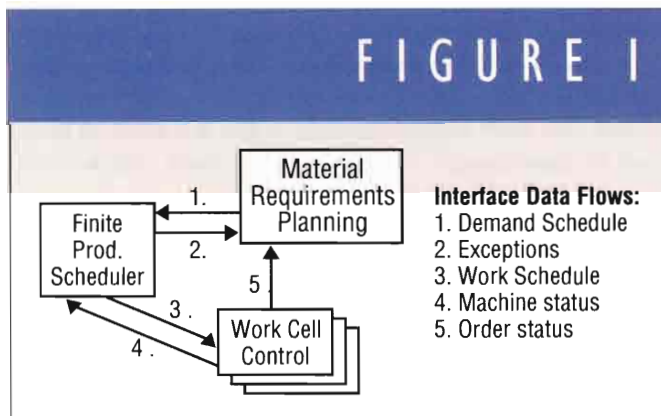 FIGURE I
Material
Requirements
Planning
1.
2.
Finite
Prod.
Scheduler
5.
3.
4.
Work Cell
Control
Interface Data Flows:
1. Demand Schedule
2. Exceptions
3. Work Schedule
4. Machine status
5. Order status